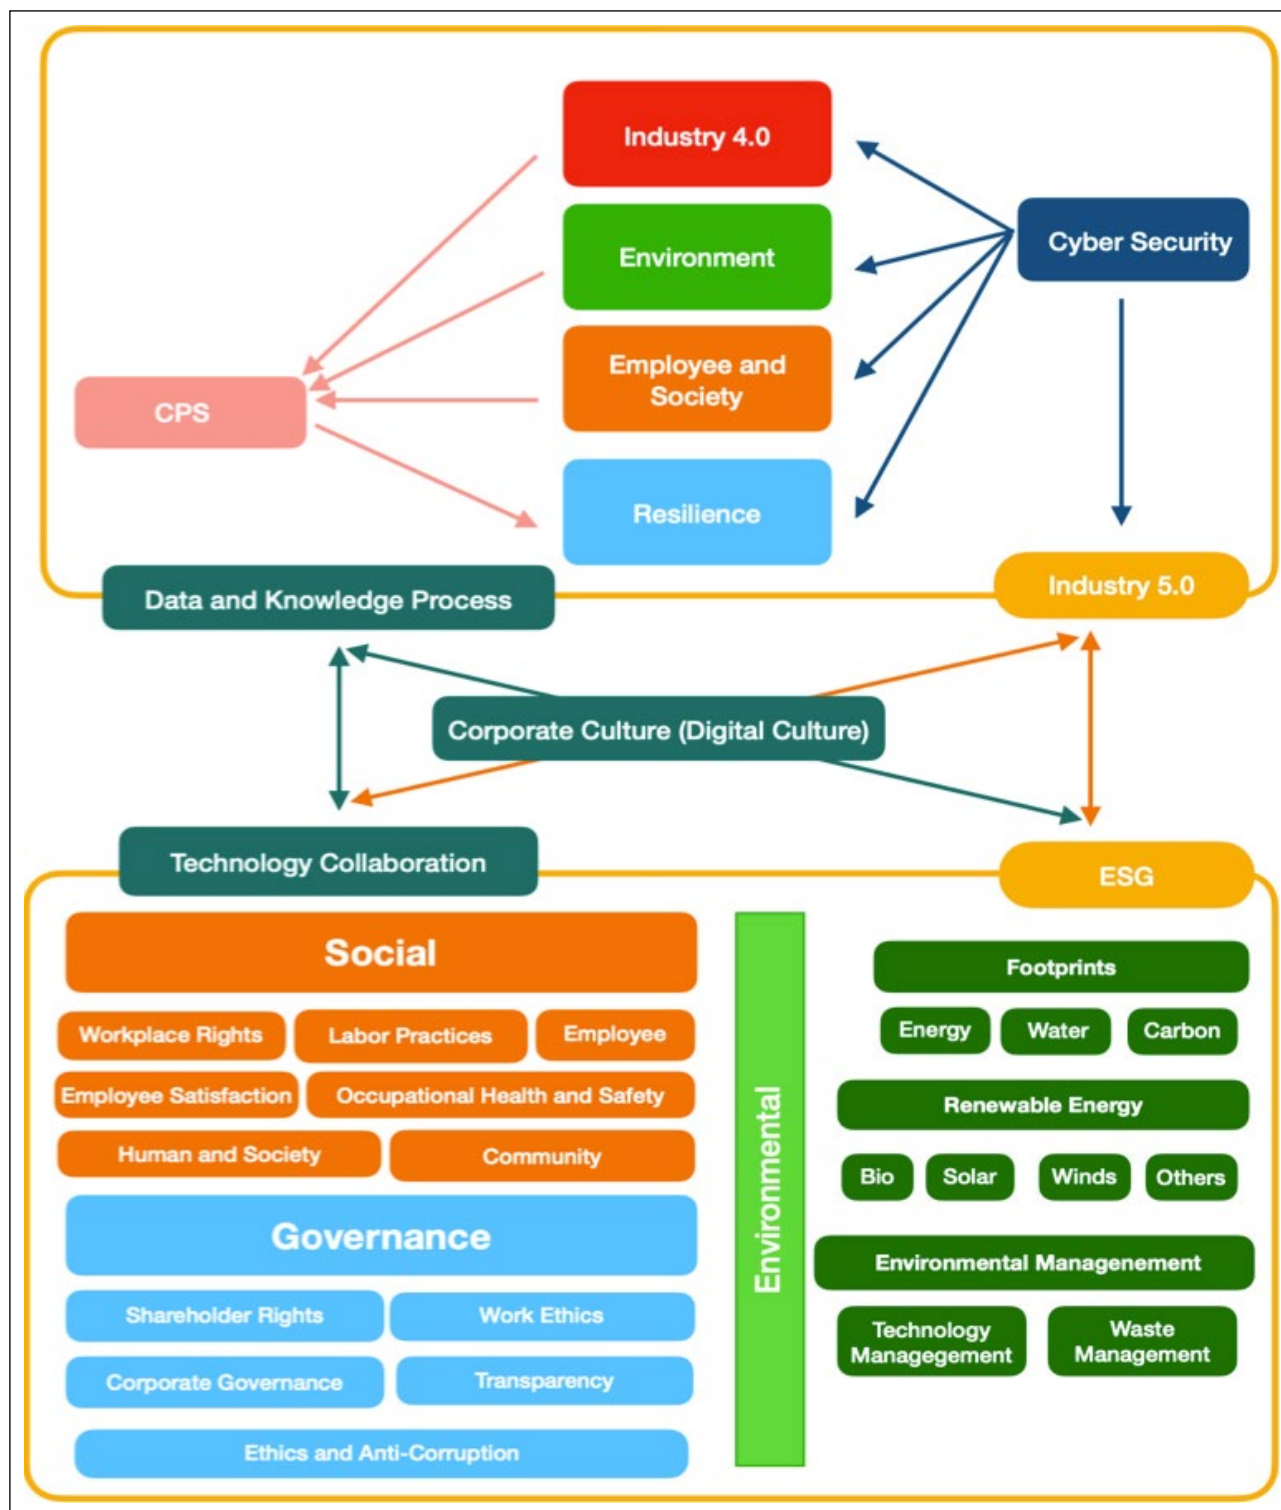 Industry 4.0
Environment
Cyber Security
Employee and
Society
CPS
Resilience
Data and Knowledge Process
Industry 5.0
Corporate Culture (Digital Culture)
Technology Collaboration
ESG
Social
Workplace Rights
Labor Practices
Employee
Employee Satisfaction
Occupational Health and Safety
Human and Society
Community
Governance
Shareholder Rights
Work Ethics
Corporate Governance
Transparency
Ethics and Anti-Corruption
Environmental
Footprints
Energy
Water
Carbon
Renewable Energy
Bio
Solar
Winds
Others
Environmental Managenement
Technology
Managegement
Waste
Management